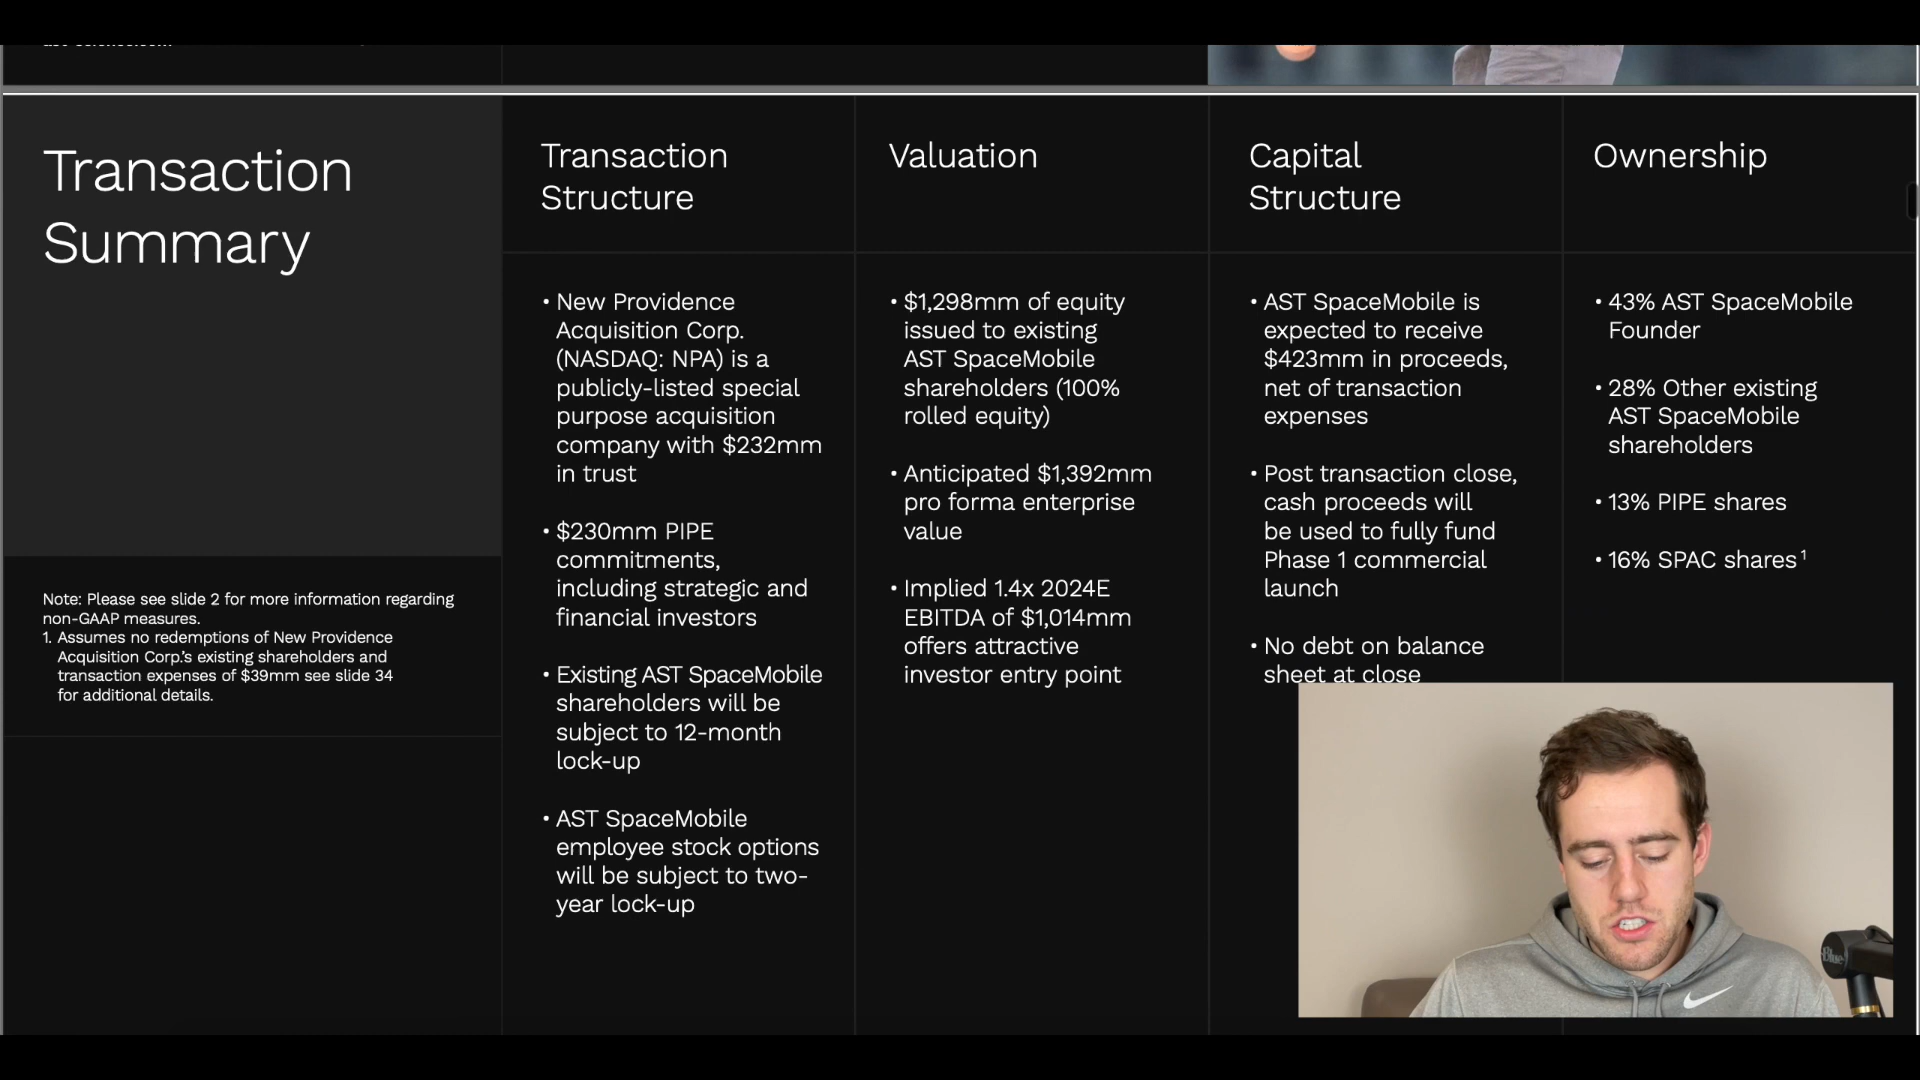 Transaction
Summary
Note: Please see slide 2 for more information regarding
non-GAAP measures.
1. Assumes no redemptions of New Providence
Acquisition Corp.'s existing shareholders and
transaction expenses of $39mm see slide 34
for additional details.
Transaction
Structure
• New Providence
Acquisition Corp.
(NASDAQ: NPA) is a
publicly-listed special
purpose acquisition
company with $232mm
in trust
• $230mm PIPE
commitments,
including strategic and
financial investors
• Existing AST SpaceMobile
shareholders will be
subject to 12-month
lock-up
• AST SpaceMobile
employee stock options
will be subject to two-
year lock-up
Valuation
• $1,298mm of equity
issued to existing
AST SpaceMobile
shareholders (100%
rolled equity)
• Anticipated $1,392mm
pro forma enterprise
value
• Implied 1.4x 2024E
EBITDA of $1,014mm
offers attractive
investor entry point
Capital
Structure
• AST SpaceMobile is
expected to receive
$423mm in proceeds,
net of transaction
expenses
• Post transaction close,
cash proceeds will
be used to fully fund
Phase 1 commercial
launch
• No debt on balance
sheet at close
Ownership
• 43% AST SpaceMobile
Founder
• 28% Other existing
AST SpaceMobile
shareholders
• 13% PIPE shares
• 16% SPAC shares¹
Blue